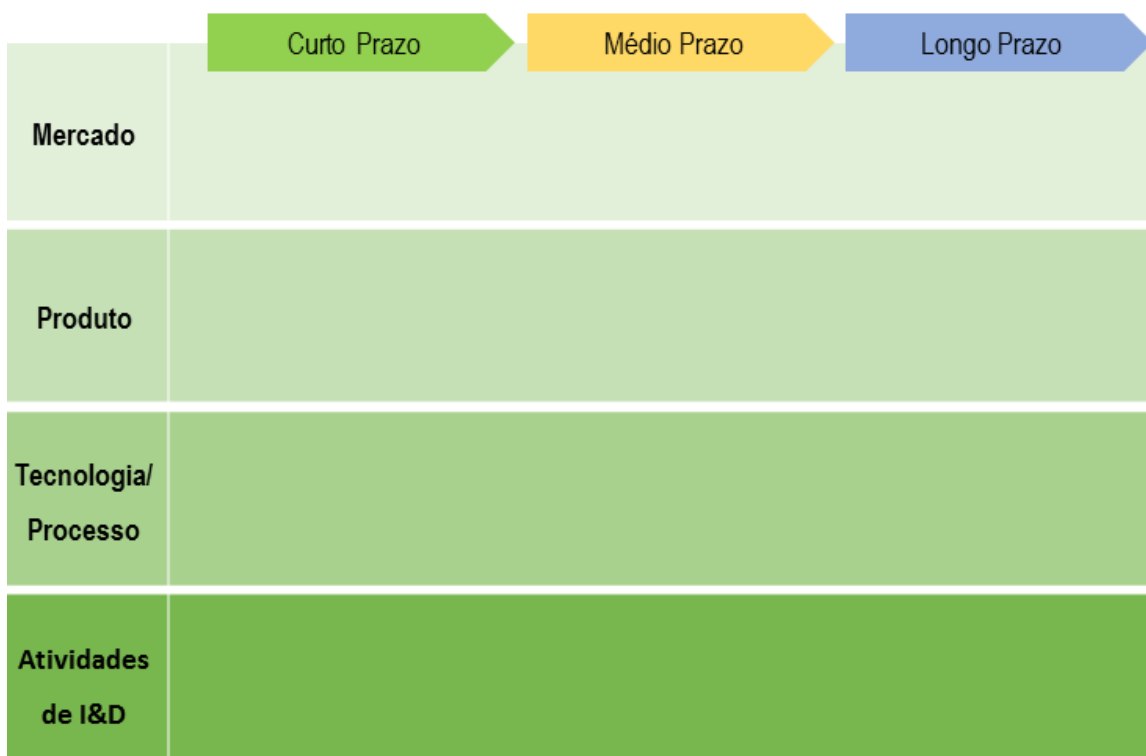 Curto Prazo
Médio Prazo
Longo Prazo
Mercado
Produto
Tecnologia/
Processo
Atividades
de I&D